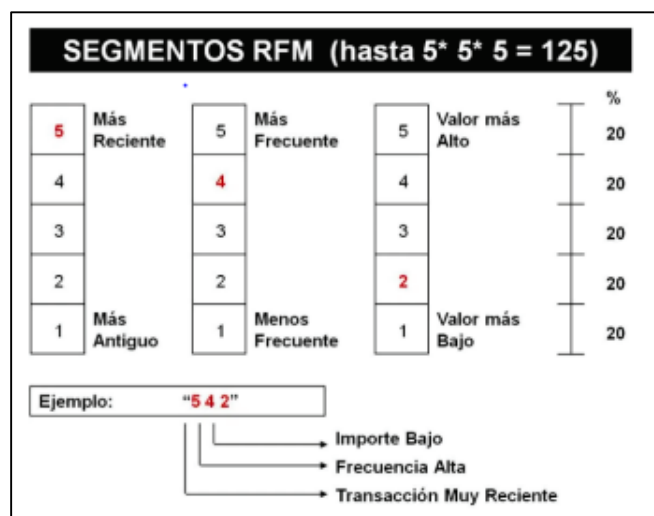 SEGMENTOS RFM (hasta 5* 5* 5 = 125)
%
5 Más Reciente 5 Más Frecuente 5 Valor más Alto 20
4 4 4 20
3 3 3 20
2 2 2 20
1 Más Antiguo 1 Menos Frecuente 1 Valor más Bajo 20
Ejemplo: "5 4 2"
Importe Bajo
Frecuencia Alta
Transacción Muy Reciente